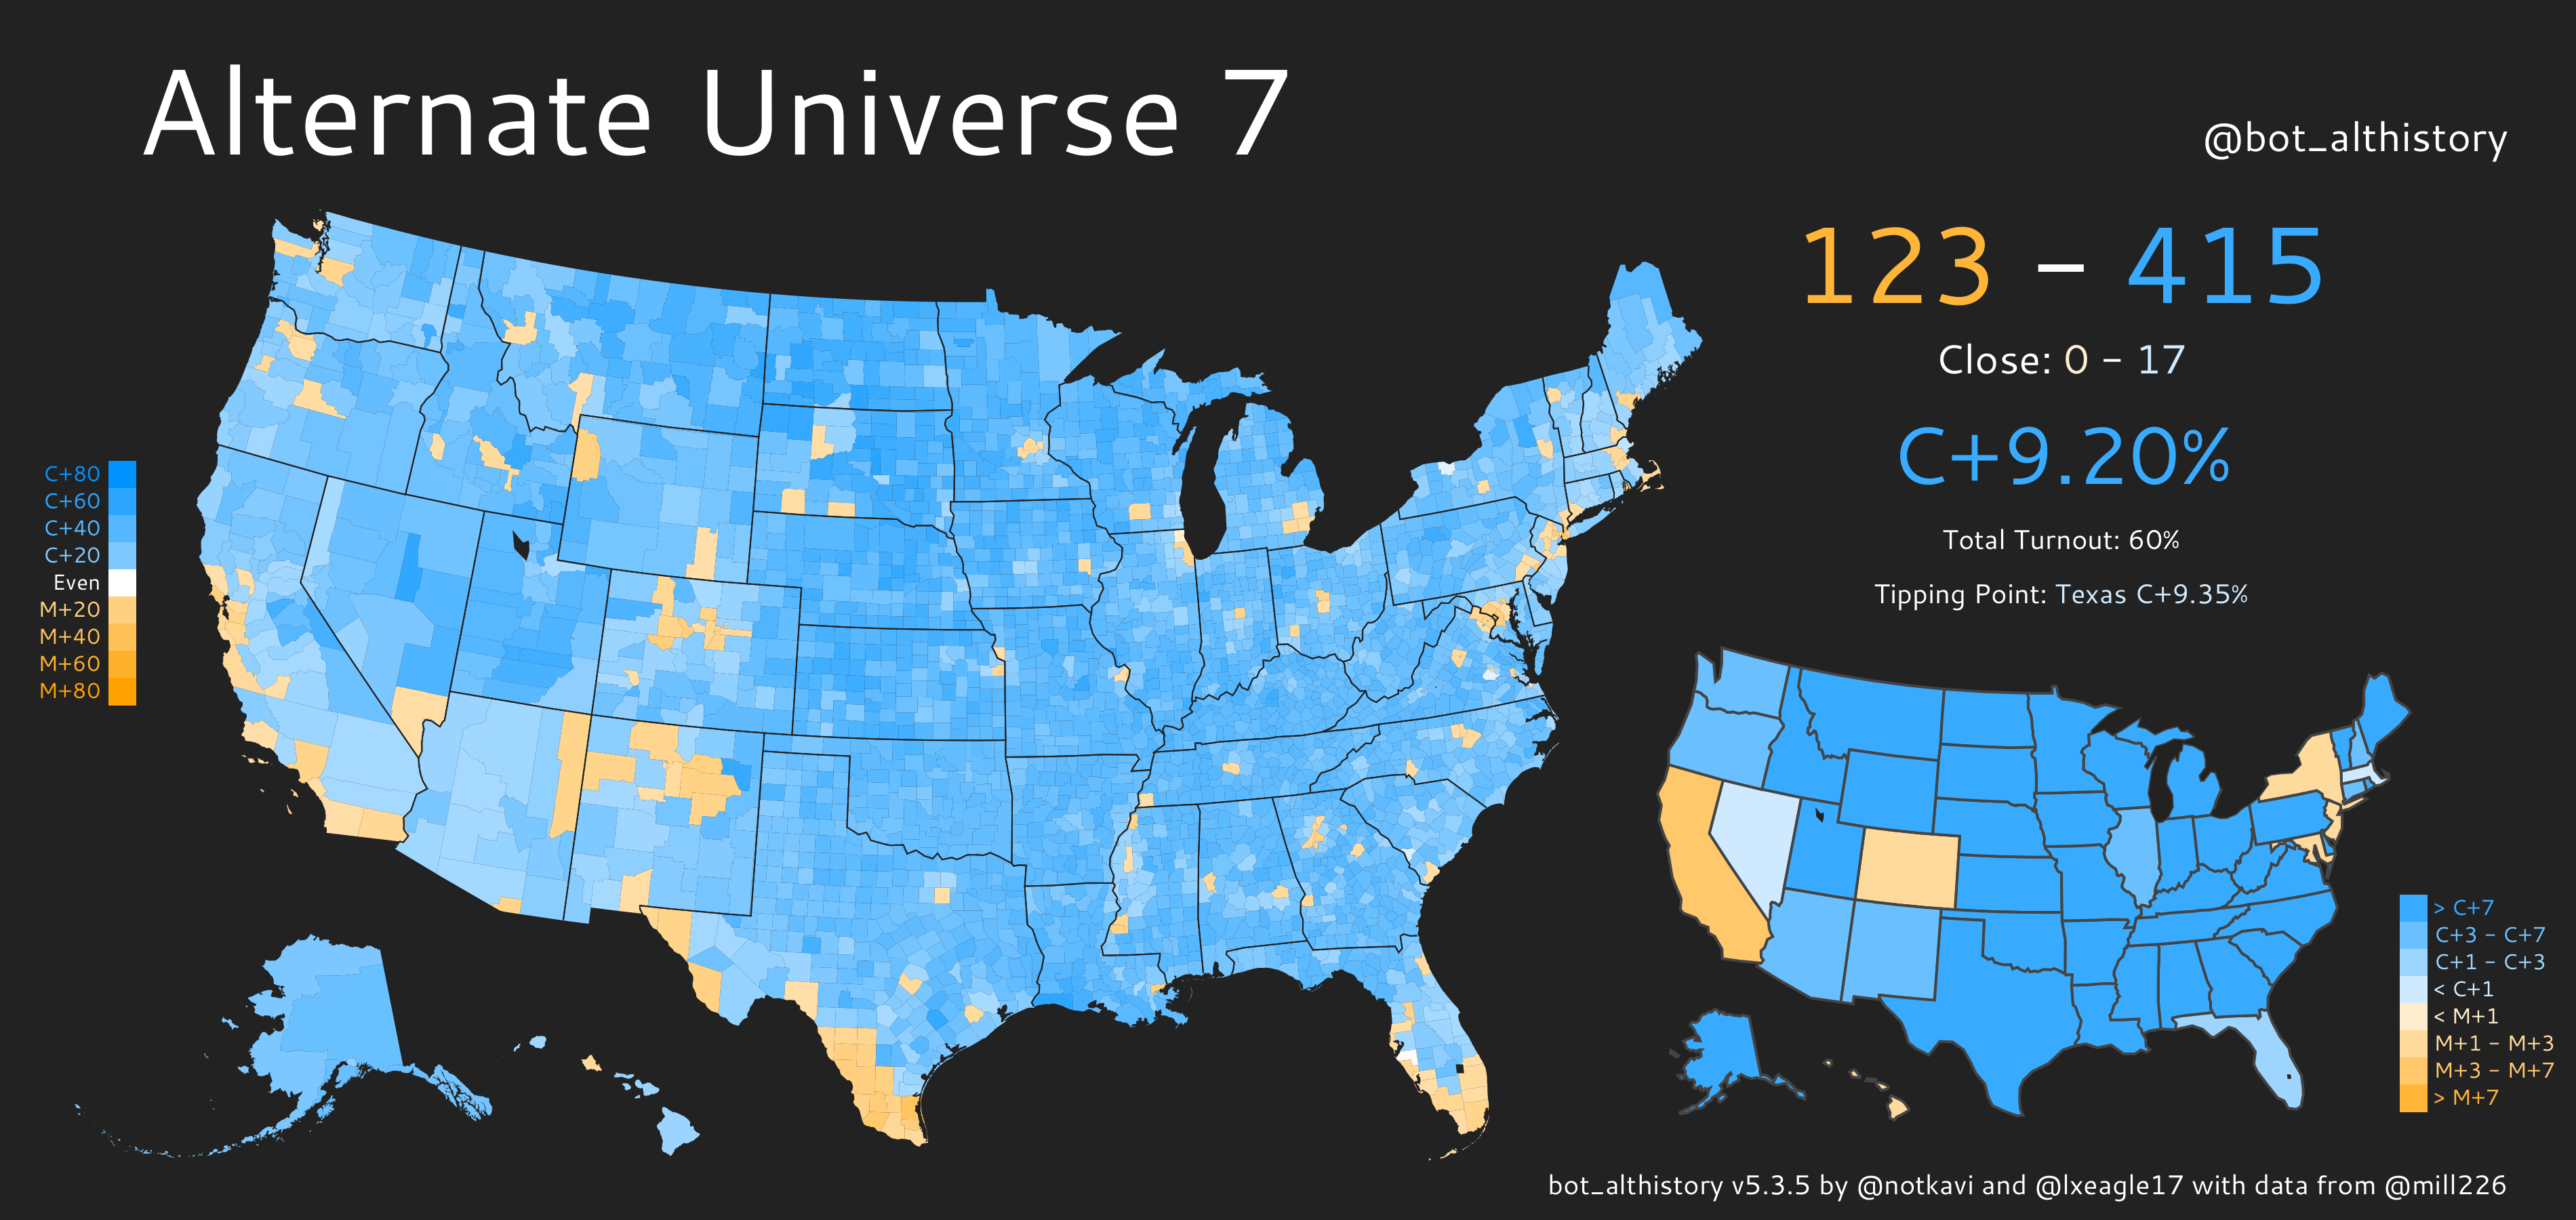 Alternate Universe 7
@bot_althistory
123 – 415
Close: 0 – 17
C+9.20%
Total Turnout: 60%
Tipping Point: Texas C+9.35%
C+80
C+60
C+40
C+20
Even
M+20
M+40
M+60
M+80
> C+7
C+3 – C+7
C+1 – C+3
< C+1
< M+1
M+1 – M+3
M+3 – M+7
> M+7
bot_althistory v5.3.5 by @notkavi and @lxeagle17 with data from @mill226